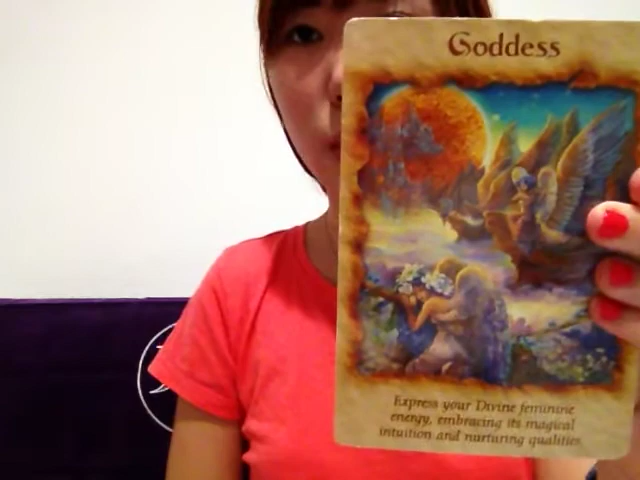 Goddess
Express your Divine feminine
energy, embracing its magical
intuition and nurturing qualities